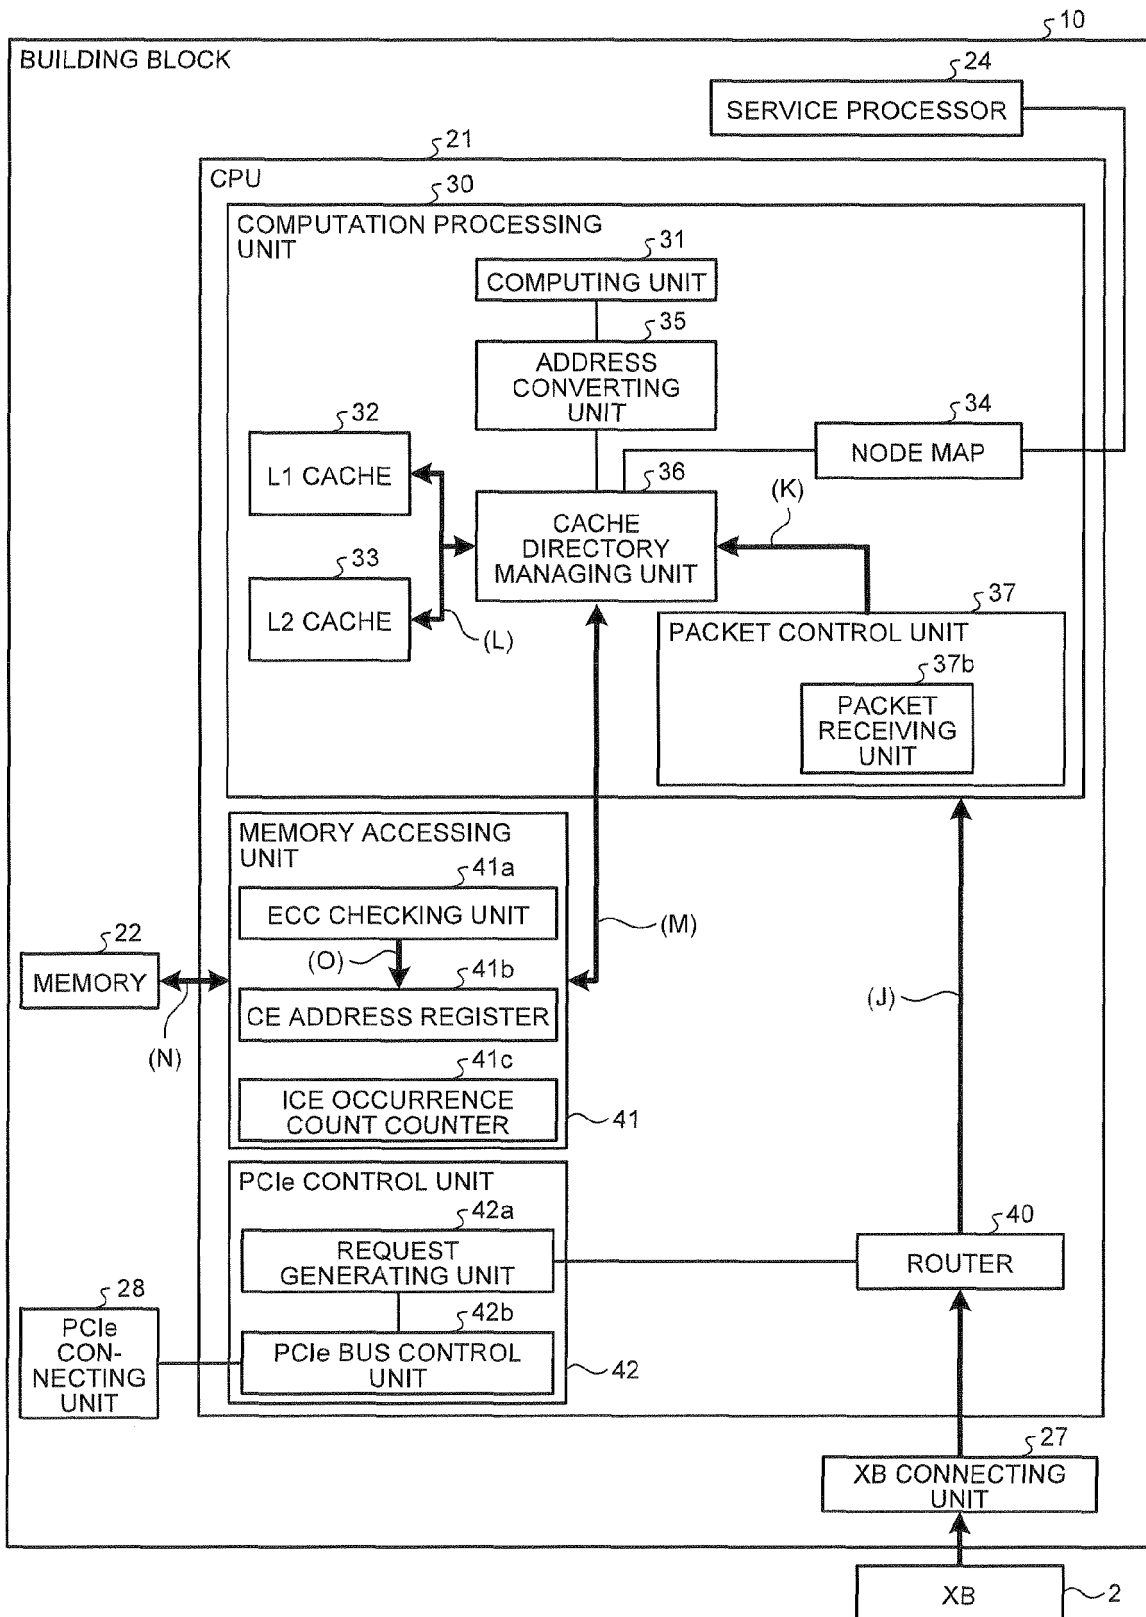 10
BUILDING BLOCK
24
SERVICE PROCESSOR
21
CPU
30
COMPUTATION PROCESSING
UNIT
31
COMPUTING UNIT
35
ADDRESS
CONVERTING
UNIT
32
L1 CACHE
34
NODE MAP
36
CACHE
DIRECTORY
MANAGING UNIT
(K)
33
L2 CACHE
(L)
37
PACKET CONTROL UNIT
37b
PACKET
RECEIVING
UNIT
MEMORY ACCESSING
UNIT
41a
ECC CHECKING UNIT
(M)
(O)
22
MEMORY
(N)
41b
CE ADDRESS REGISTER
(J)
41c
ICE OCCURRENCE
COUNT COUNTER
41
PCIe CONTROL UNIT
42a
REQUEST
GENERATING UNIT
40
ROUTER
28
PCIe
CON-
NECTING
UNIT
42b
PCIe BUS CONTROL
UNIT
42
27
XB CONNECTING
UNIT
XB
2